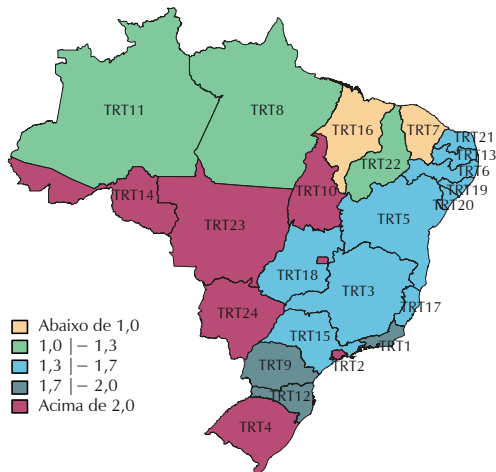 TRT11
TRT8
TRT16
TRT7
TRT21
TRT13
TRT22
TRT6
TRT14
TRT10
TRT19
TRT20
TRT23
TRT5
TRT18
TRT3
TRT17
TRT24
TRT15
TRT1
TRT9
TRT2
TRT12
TRT4
Abaixo de 1,0
1,0 |− 1,3
1,3 |− 1,7
1,7 |− 2,0
Acima de 2,0